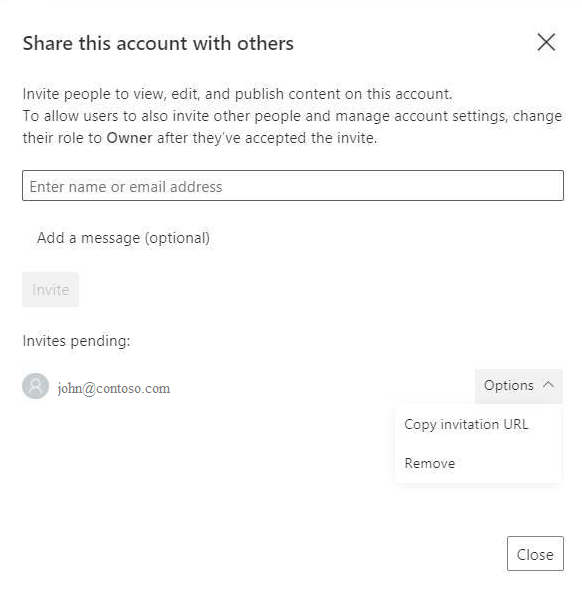 Share this account with others
Invite people to view, edit, and publish content on this account.
To allow users to also invite other people and manage account settings, change
their role to Owner after they've accepted the invite.
Enter name or email address
Add a message (optional)
Invite
Invites pending:
john@contoso.com
Options
Copy invitation URL
Remove
Close